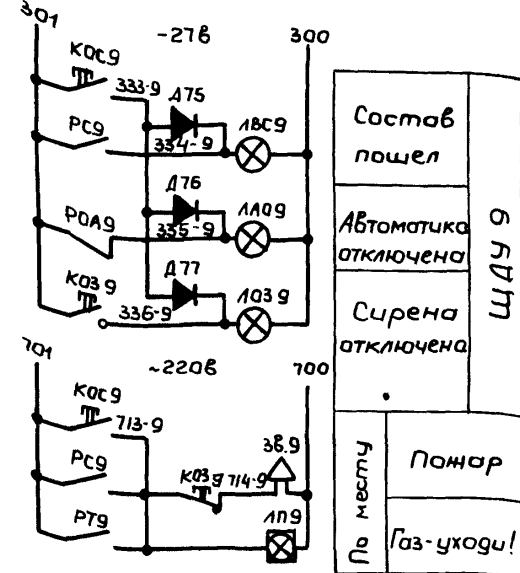 301
-27в
300
КОС9
333-9
Д75
РС9
334-9
ЛВС9
Состав
пошел
Д76
РОА9
335-9
ЛАО9
Автоматика
отключена
Д77
КОЗ9
336-9
ЛОЗ9
Сирена
отключена
ЩДУ 9
701
~220в
700
КОС9
713-9
РС9
КОЗ9
714-9
Зв.9
РТ9
ЛП9
По месту
Пожар
Газ-уходи!